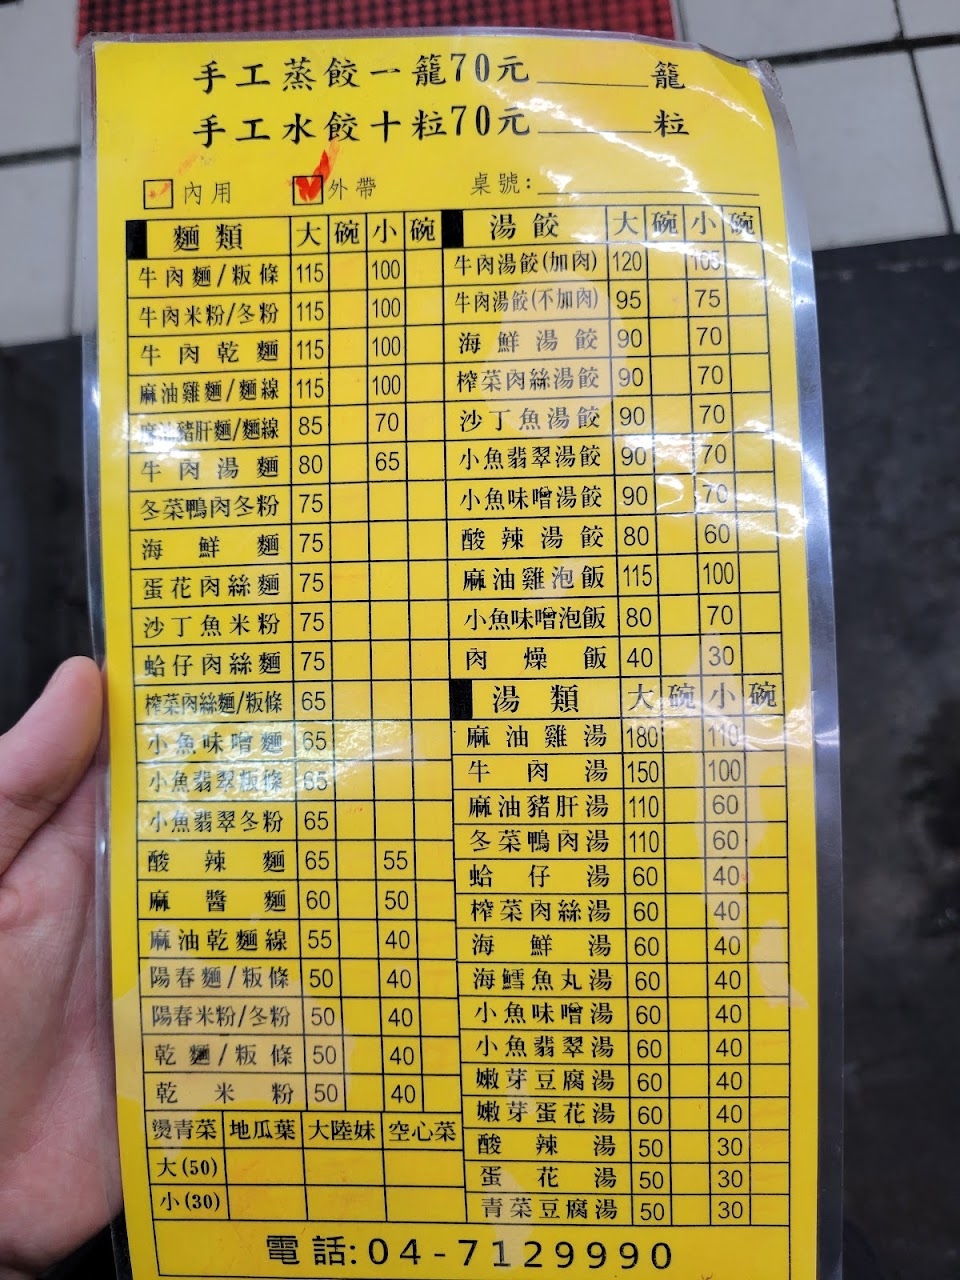 手工蒸餃一籠70元______籠
手工水餃十粒70元______粒
內用 外帶 桌號:
麵類 大碗 小碗
牛肉麵/粄條 115 100
牛肉米粉/冬粉 115 100
牛肉乾麵 115 100
麻油雞麵/麵線 115 100
麻油豬肝麵/麵線 85 70
牛肉湯麵 80 65
冬菜鴨肉冬粉 75
海鮮麵 75
蛋花肉絲麵 75
沙丁魚米粉 75
蛤仔肉絲麵 75
榨菜肉絲麵/粄條 65
小魚味噌麵 65
小魚翡翠粄條 65
小魚翡翠冬粉 65
酸辣麵 65 55
麻醬麵 60 50
麻油乾麵線 55 40
陽春麵/粄條 50 40
陽春米粉/冬粉 50 40
乾麵/粄條 50 40
乾米粉 50 40
燙青菜 地瓜葉 大陸妹 空心菜
大(50)
小(30)
湯餃 大碗 小碗
牛肉湯餃(加肉) 120 105
牛肉湯餃(不加肉) 95 75
海鮮湯餃 90 70
榨菜肉絲湯餃 90 70
沙丁魚湯餃 90 70
小魚翡翠湯餃 90 70
小魚味噌湯餃 90 70
酸辣湯餃 80 60
麻油雞泡飯 115 100
小魚味噌泡飯 80 70
肉燥飯 40 30
湯類 大碗 小碗
麻油雞湯 180 110
牛肉湯 150 100
麻油豬肝湯 110 60
冬菜鴨肉湯 110 60
蛤仔湯 60 40
榨菜肉絲湯 60 40
海鮮湯 60 40
海鱈魚丸湯 60 40
小魚味噌湯 60 40
小魚翡翠湯 60 40
嫩芽豆腐湯 60 40
嫩芽蛋花湯 60 40
酸辣湯 50 30
蛋花湯 50 30
青菜豆腐湯 50 30
電話:04-7129990